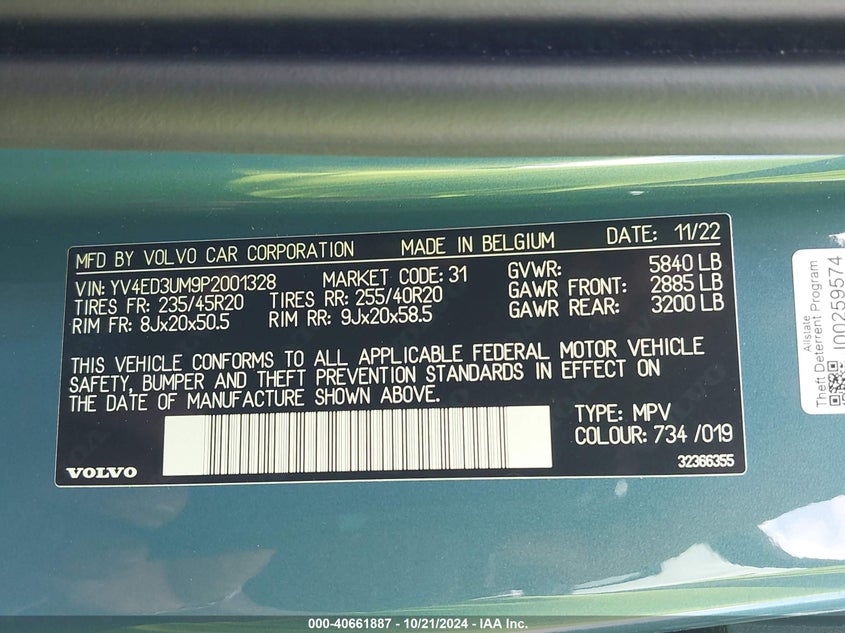 MFD BY VOLVO CAR CORPORATION MADE IN BELGIUM DATE: 11/22
VIN: YV4ED3UM9P2001328 MARKET CODE: 31 GVWR: 5840 LB
TIRES FR: 235/45R20 TIRES RR: 255/40R20 GAWR FRONT: 2885 LB
RIM FR: 8Jx20x50.5 RIM RR: 9Jx20x58.5 GAWR REAR: 3200 LB
THIS VEHICLE CONFORMS TO ALL APPLICABLE FEDERAL MOTOR VEHICLE
SAFETY, BUMPER AND THEFT PREVENTION STANDARDS IN EFFECT ON
THE DATE OF MANUFACTURE SHOWN ABOVE.
TYPE: MPV
COLOUR: 734 /019
VOLVO
32366355
Allstate
Theft Deterrent Program
J00259574
000-40661887 - 10/21/2024 - IAA Inc.